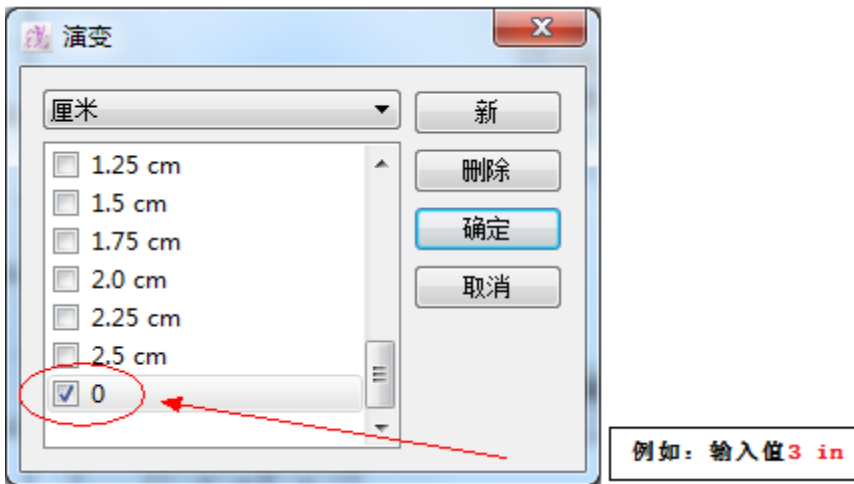 演变
厘米
新
1.25 cm
删除
1.5 cm
1.75 cm
确定
2.0 cm
取消
2.25 cm
2.5 cm
0
例如：输入值3 in